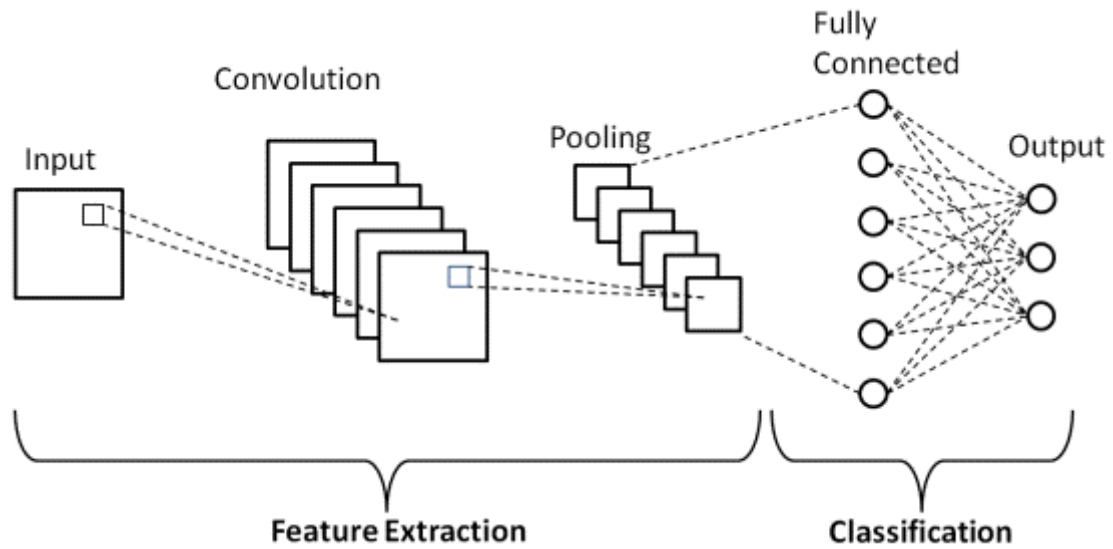 Input
Convolution
Pooling
Fully
Connected
Output
Feature Extraction
Classification